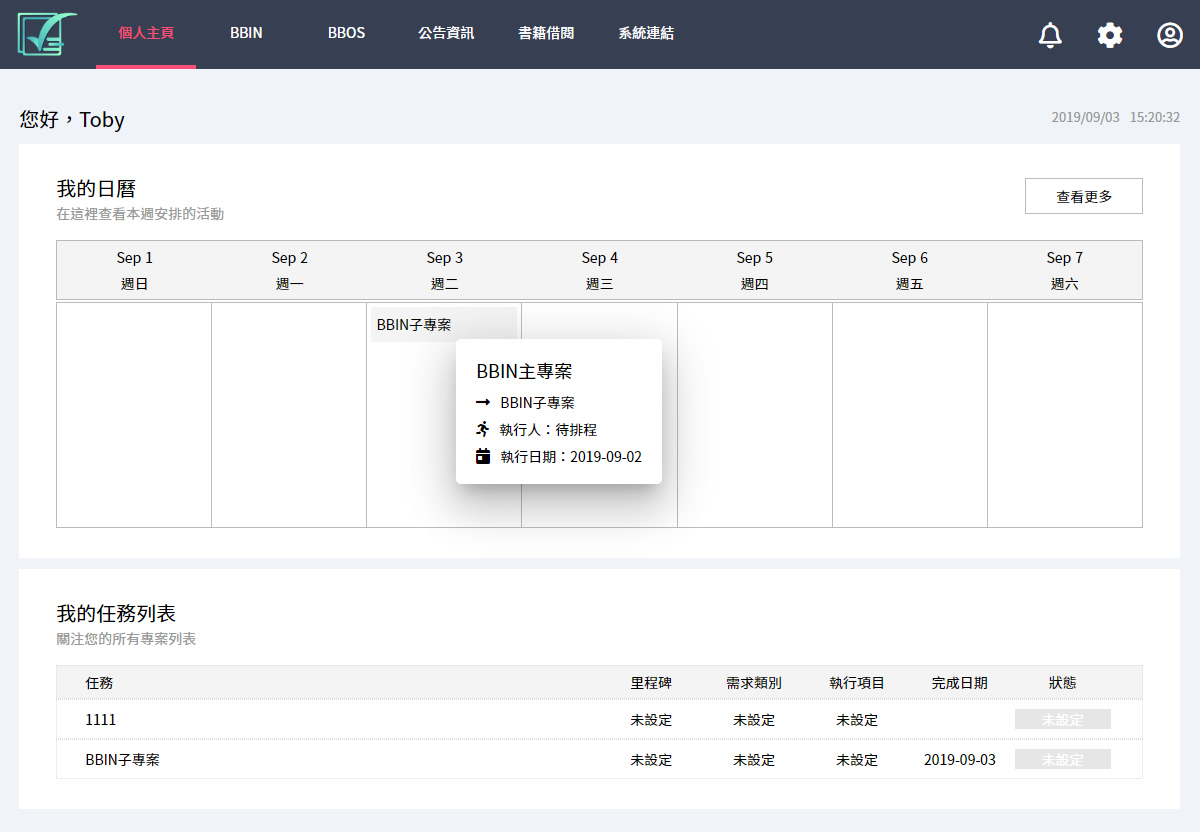 個人主頁 BBIN BBOS 公告資訊 書籍借閱 系統連結
您好，Toby 2019/09/03 15:20:32
我的日曆
查看更多
在這裡查看本週安排的活動
Sep 1 Sep 2 Sep 3 Sep 4 Sep 5 Sep 6 Sep 7
週日 週一 週二 週三 週四 週五 週六
BBIN子專案
BBIN主專案
BBIN子專案
執行人：待排程
執行日期：2019-09-02
我的任務列表
關注您的所有專案列表
任務 里程碑 需求類別 執行項目 完成日期 狀態
1111 未設定 未設定 未設定 未設定
BBIN子專案 未設定 未設定 未設定 2019-09-03 未設定